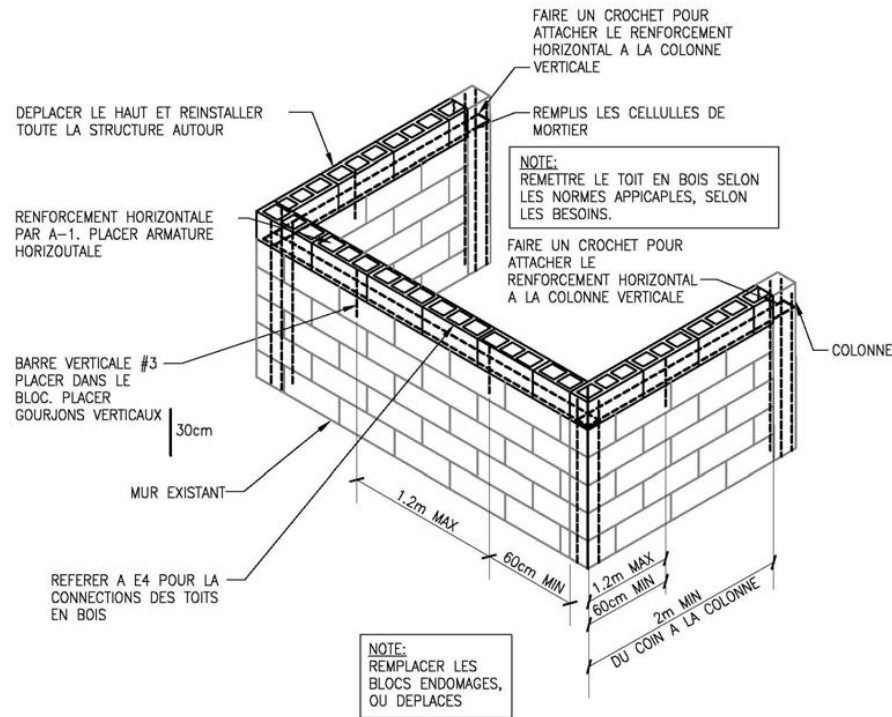 FAIRE UN CROCHET POUR
ATTACHER LE RENFORCEMENT
HORIZONTAL A LA COLONNE
VERTICALE
DEPLACER LE HAUT ET REINSTALLER
TOUTE LA STRUCTURE AUTOUR
REMPLIS LES CELLULLES DE
MORTIER
NOTE:
REMETTRE LE TOIT EN BOIS SELON
LES NORMES APPICAPLES, SELON
LES BESOINS.
RENFORCEMENT HORIZONTALE
PAR A-1. PLACER ARMATURE
HORIZOUTALE
FAIRE UN CROCHET POUR
ATTACHER LE
RENFORCEMENT HORIZONTAL
A LA COLONNE VERTICALE
COLONNE
BARRE VERTICALE #3
PLACER DANS LE
BLOC. PLACER
GOURJONS VERTICAUX
30cm
MUR EXISTANT
1.2m MAX
60cm MIN
1.2m MAX
60cm MIN
2m MIN
DU COIN A LA COLONNE
REFERER A E4 POUR LA
CONNECTIONS DES TOITS
EN BOIS
NOTE:
REMPLACER LES
BLOCS ENDOMAGES,
OU DEPLACES